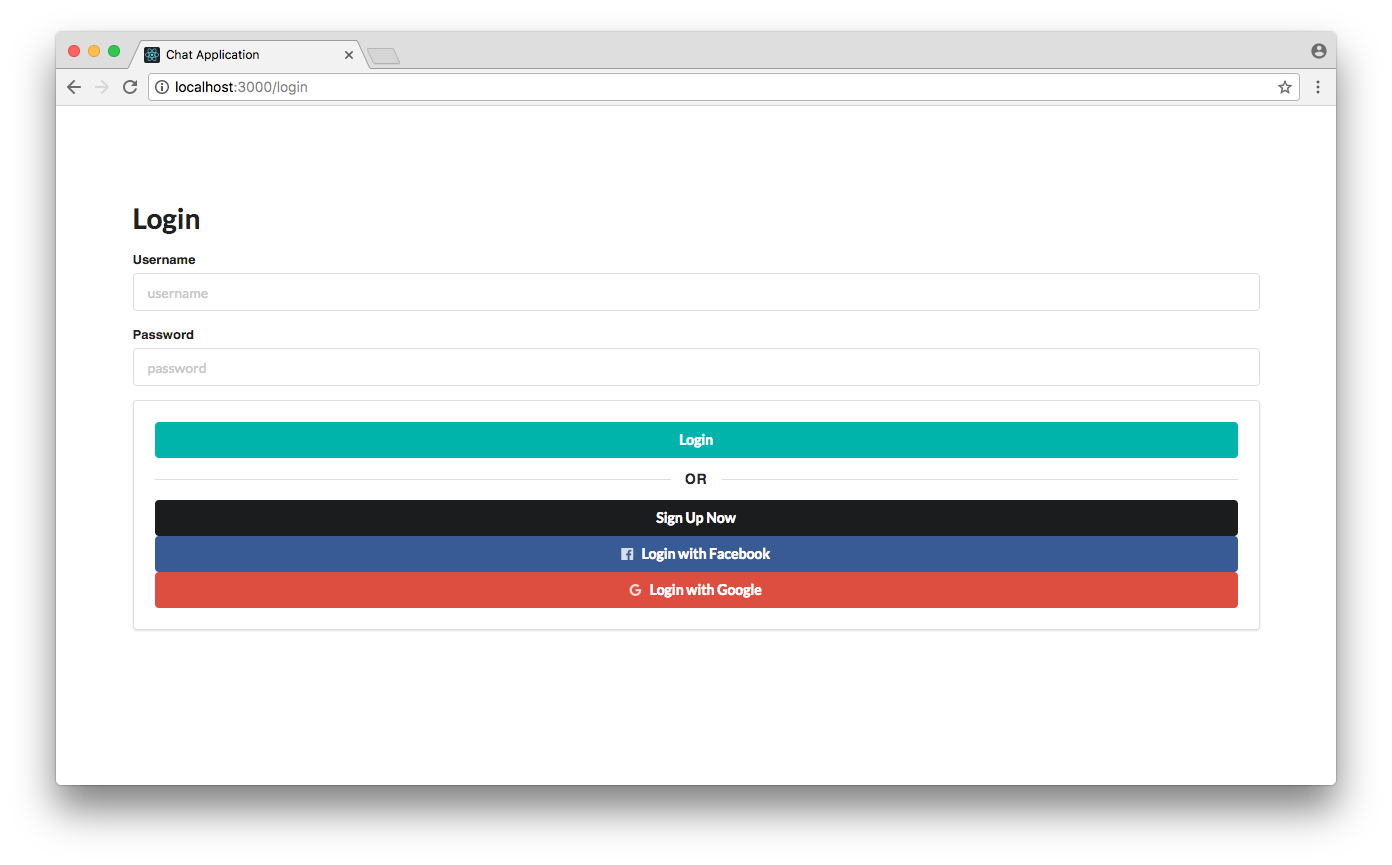 Chat Application
localhost:3000/login
Login
Username
username
Password
password
Login
OR
Sign Up Now
Login with Facebook
Login with Google